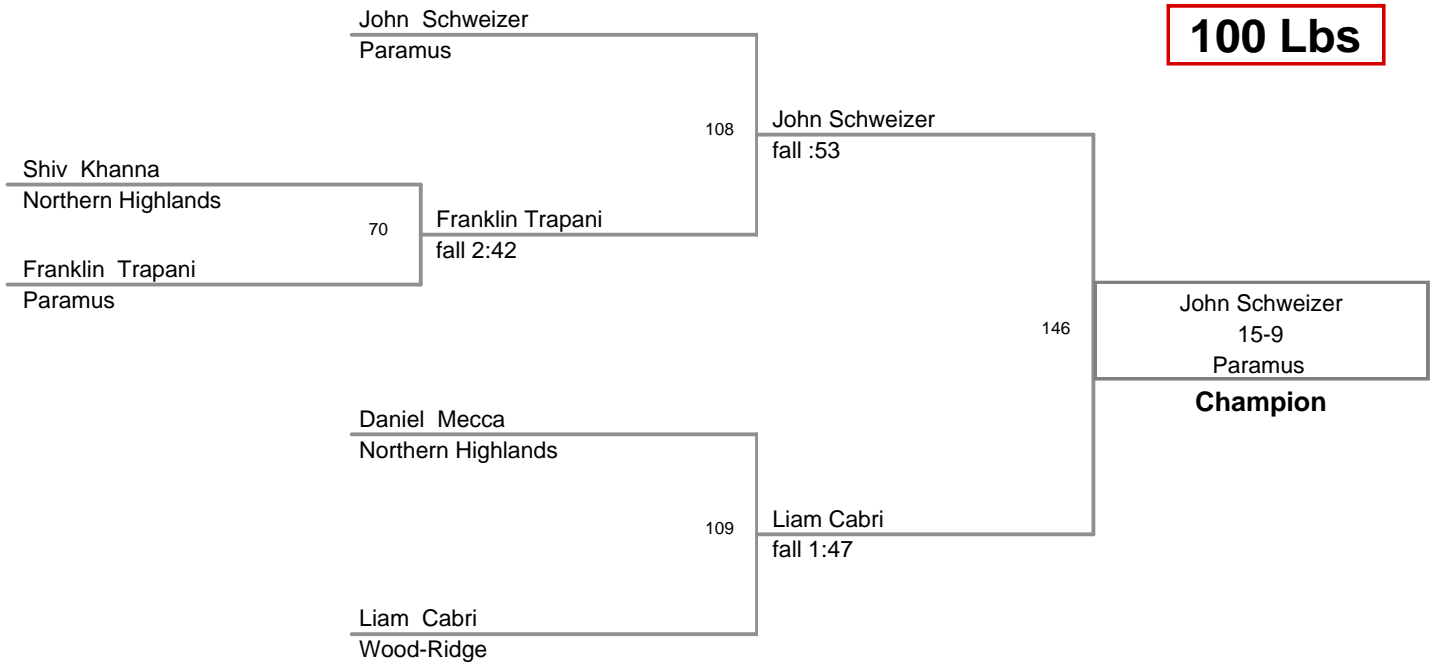 John Schweizer
Paramus
100 Lbs
108
John Schweizer
fall :53
Shiv Khanna
Northern Highlands
70
Franklin Trapani
fall 2:42
Franklin Trapani
Paramus
146
John Schweizer
15-9
Paramus
Champion
Daniel Mecca
Northern Highlands
109
Liam Cabri
fall 1:47
Liam Cabri
Wood-Ridge